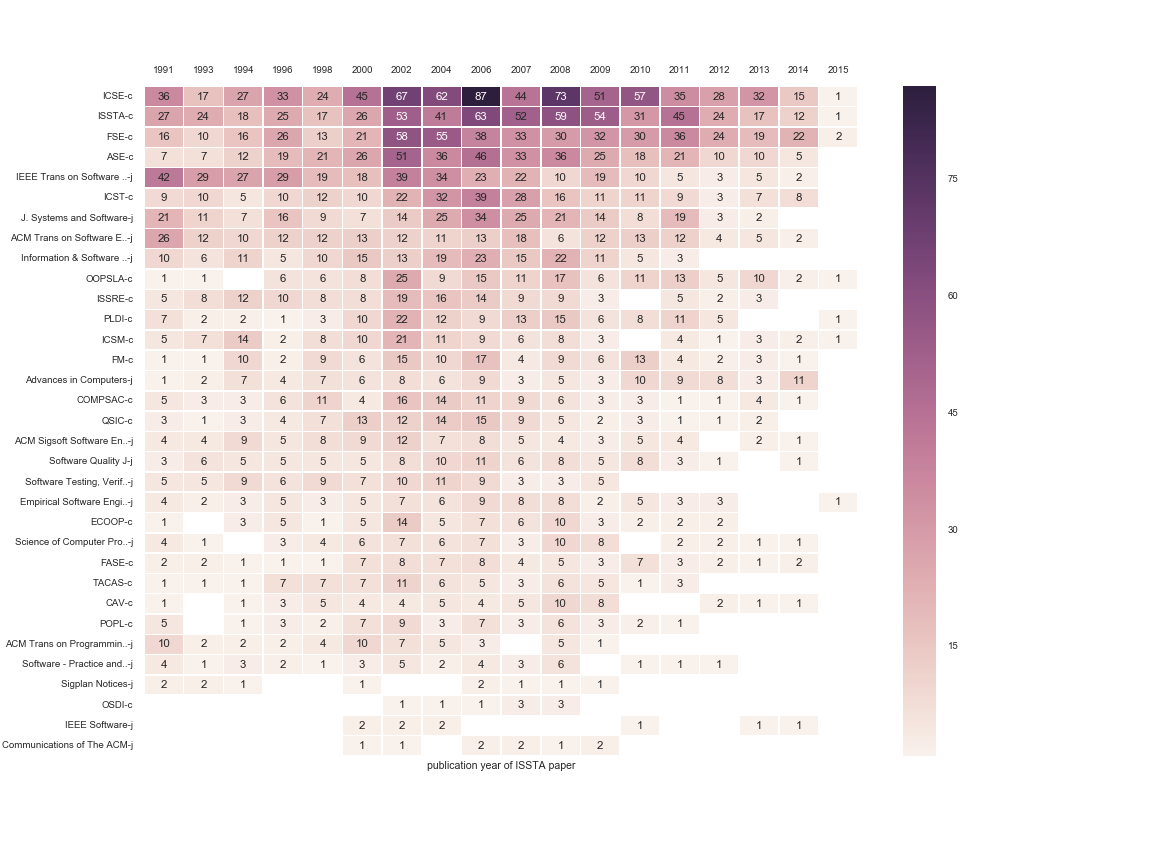 1991 1993 1994 1996 1998 2000 2002 2004 2006 2007 2008 2009 2010 2011 2012 2013 2014 2015
ICSE-c 36 17 27 33 24 45 67 62 87 44 73 51 57 35 28 32 15 1
ISSTA-c 27 24 18 25 17 26 53 41 63 52 59 54 31 45 24 17 12 1
FSE-c 16 10 16 26 13 21 58 55 38 33 30 32 30 36 24 19 22 2
ASE-c 7 7 12 19 21 26 51 36 46 33 36 25 18 21 10 10 5
IEEE Trans on Software ..-j 42 29 27 29 19 18 39 34 23 22 10 19 10 5 3 5 2
75
ICST-c 9 10 5 10 12 10 22 32 39 28 16 11 11 9 3 7 8
J. Systems and Software-j 21 11 7 16 9 7 14 25 34 25 21 14 8 19 3 2
ACM Trans on Software E..-j 26 12 10 12 12 13 12 11 13 18 6 12 13 12 4 5 2
Information & Software ..-j 10 6 11 5 10 15 13 19 23 15 22 11 5 3
OOPSLA-c 1 1 6 6 8 25 9 15 11 17 6 11 13 5 10 2 1
60
ISSRE-c 5 8 12 10 8 8 19 16 14 9 9 3 5 2 3
PLDI-c 7 2 2 1 3 10 22 12 9 13 15 6 8 11 5 1
ICSM-c 5 7 14 2 8 10 21 11 9 6 8 3 4 1 3 2 1
FM-c 1 1 10 2 9 6 15 10 17 4 9 6 13 4 2 3 1
Advances in Computers-j 1 2 7 4 7 6 8 6 9 3 5 3 10 9 8 3 11
COMPSAC-c 5 3 3 6 11 4 16 14 11 9 6 3 3 1 1 4 1
45
QSIC-c 3 1 3 4 7 13 12 14 15 9 5 2 3 1 1 2
ACM Sigsoft Software En..-j 4 4 9 5 8 9 12 7 8 5 4 3 5 4 2 1
Software Quality J-j 3 6 5 5 5 5 8 10 11 6 8 5 8 3 1 1
Software Testing, Verif..-j 5 5 9 6 9 7 10 11 9 3 3 5
Empirical Software Engi..-j 4 2 3 5 3 5 7 6 9 8 8 2 5 3 3 1
ECOOP-c 1 3 5 1 5 14 5 7 6 10 3 2 2 2
30
Science of Computer Pro..-j 4 1 3 4 6 7 6 7 3 10 8 2 2 1 1
FASE-c 2 2 1 1 1 7 8 7 8 4 5 3 7 3 2 1 2
TACAS-c 1 1 1 7 7 7 11 6 5 3 6 5 1 3
CAV-c 1 1 3 5 4 4 5 4 5 10 8 2 1 1
POPL-c 5 1 3 2 7 9 3 7 3 6 3 2 1
ACM Trans on Programmin..-j 10 2 2 2 4 10 7 5 3 5 1
15
Software - Practice and..-j 4 1 3 2 1 3 5 2 4 3 6 1 1 1
Sigplan Notices-j 2 2 1 1 2 1 1 1
OSDI-c 1 1 1 3 3
IEEE Software-j 2 2 2 1 1 1
Communications of The ACM-j 1 1 2 2 1 2
publication year of ISSTA paper